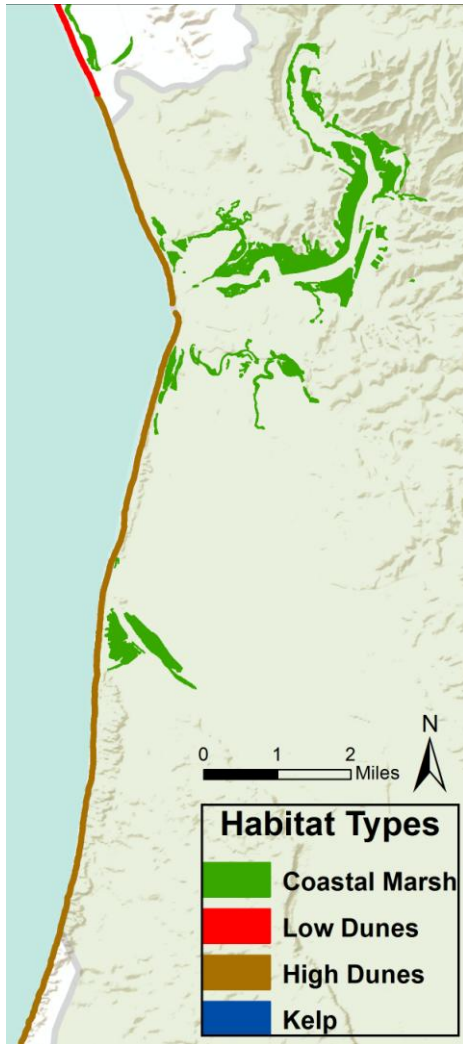 N
0 1 2
Miles
Habitat Types
Coastal Marsh
Low Dunes
High Dunes
Kelp